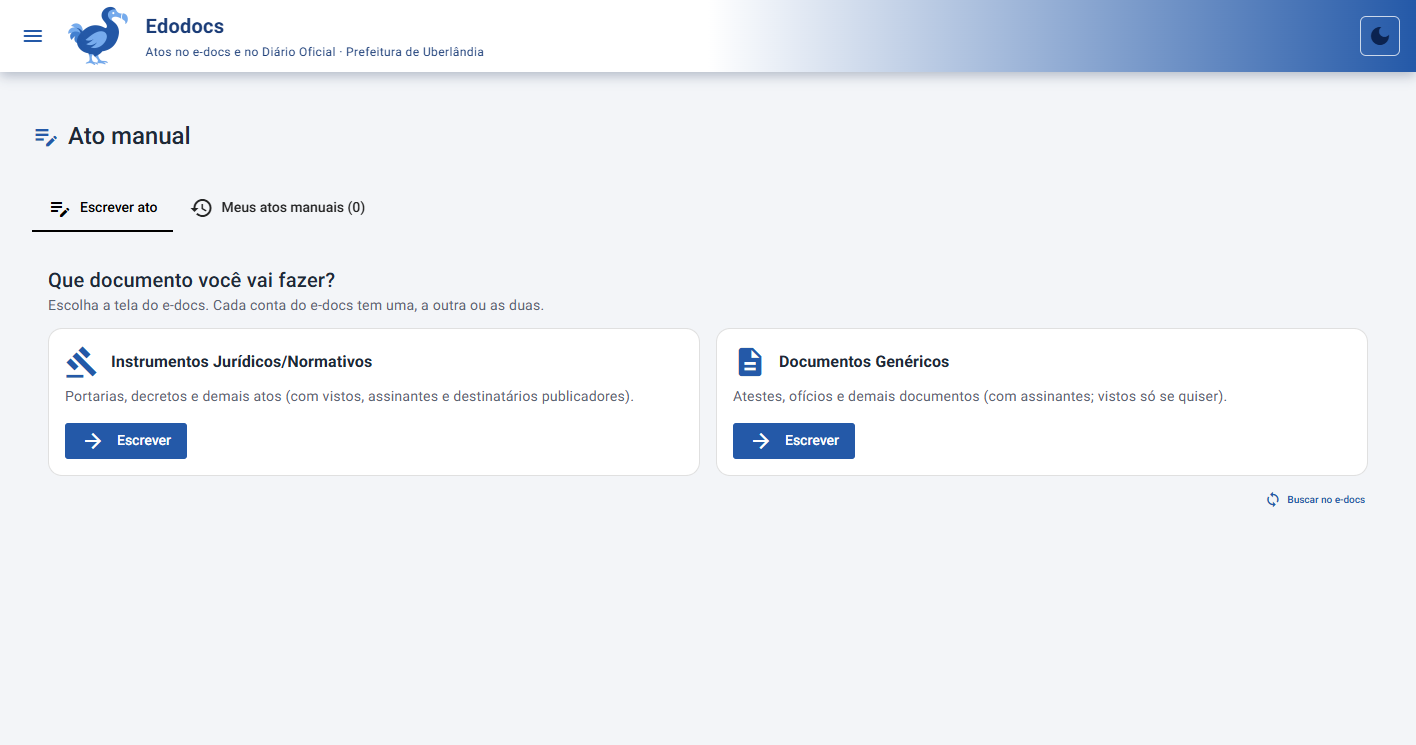 Edodocs
Atos no e-docs e no Diário Oficial · Prefeitura de Uberlândia
Ato manual
Escrever ato
Meus atos manuais (0)
Que documento você vai fazer?
Escolha a tela do e-docs. Cada conta do e-docs tem uma, a outra ou as duas.
Instrumentos Jurídicos/Normativos
Portarias, decretos e demais atos (com vistos, assinantes e destinatários publicadores).
Escrever
Documentos Genéricos
Atestes, ofícios e demais documentos (com assinantes; vistos só se quiser).
Escrever
Buscar no e-docs